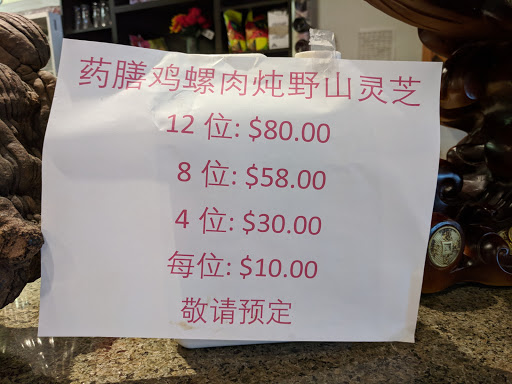 药膳鸡螺肉炖野山灵芝
12 位: $80.00
8 位: $58.00
4 位: $30.00
每位: $10.00
敬请预定